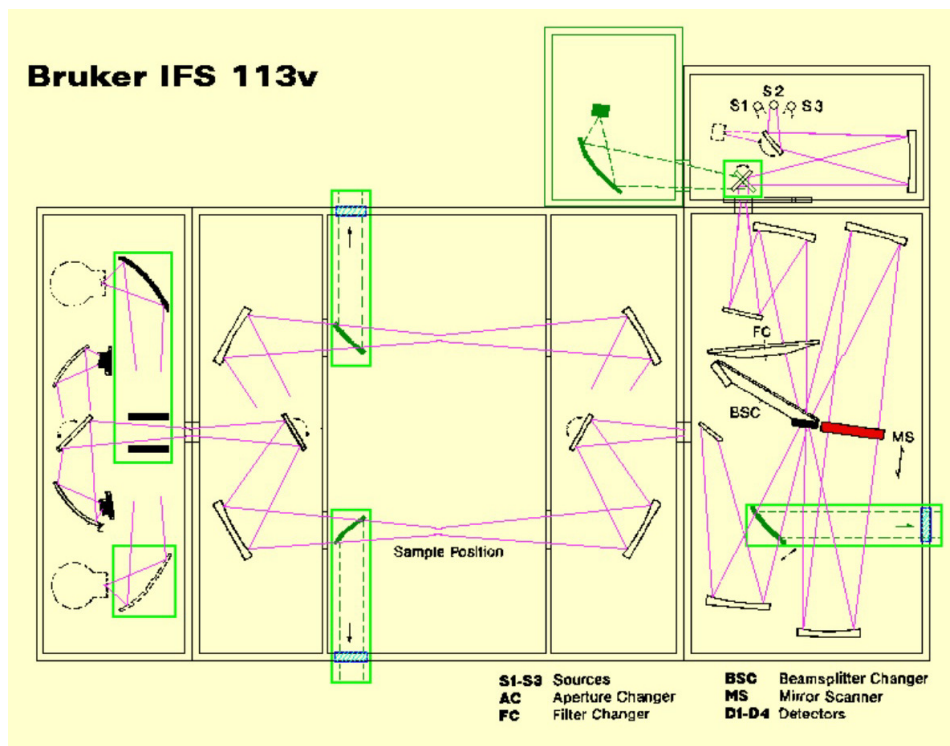 Bruker IFS 113v
S2
S1 S3
FC
BSC
MS
Sample Position
S1-S3 Sources
AC Aperture Changer
FC Filter Changer
BSC Beamsplitter Changer
MS Mirror Scanner
D1-D4 Detectors